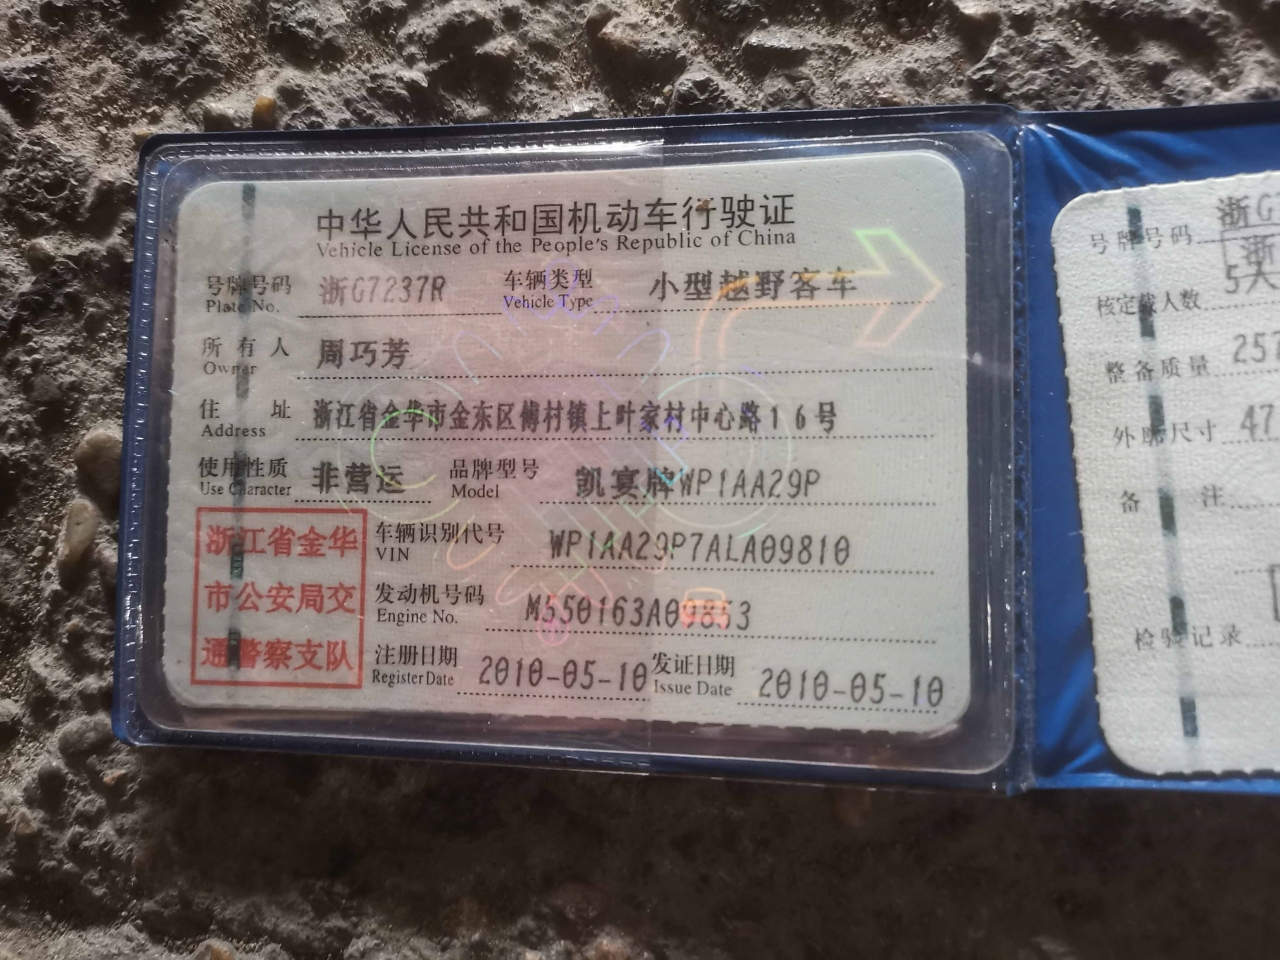 中华人民共和国机动车行驶证
Vehicle License of the People's Republic of China
号牌号码 浙G7237R 车辆类型 小型越野客车
Plate No. Vehicle Type
所有人 周巧芳
Owner
住址 浙江省金华市金东区傅村镇上叶家村中心路16号
Address
使用性质 非营运 品牌型号 凯宴牌WP1AA29P
Use Character Model
浙江省金华
市公安局交
通警察支队
车辆识别代号 WP1AA29P7ALA09810
VIN
发动机号码 M550163A09853
Engine No.
注册日期 2010-05-10 发证日期 2010-05-10
Register Date Issue Date
号牌号码 浙G
浙
核定载人数 5人
整备质量 257
外廓尺寸 47
备注
检验记录